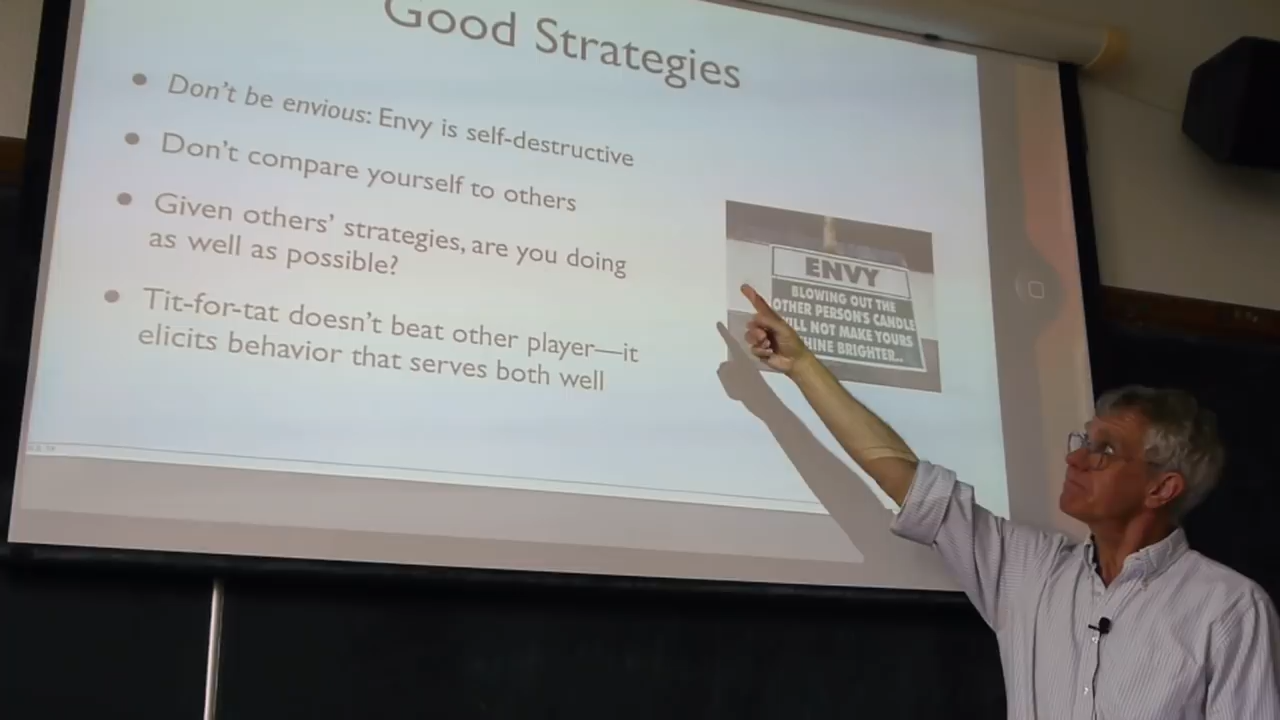 Good Strategies
Don't be envious: Envy is self-destructive
Don't compare yourself to others
Given others' strategies, are you doing
as well as possible?
Tit-for-tat doesn't beat other player—it
elicits behavior that serves both well
ENVY
BLOWING OUT THE
OTHER PERSON'S CANDLE
NOT MAKE YOURS
BRIGHTER..